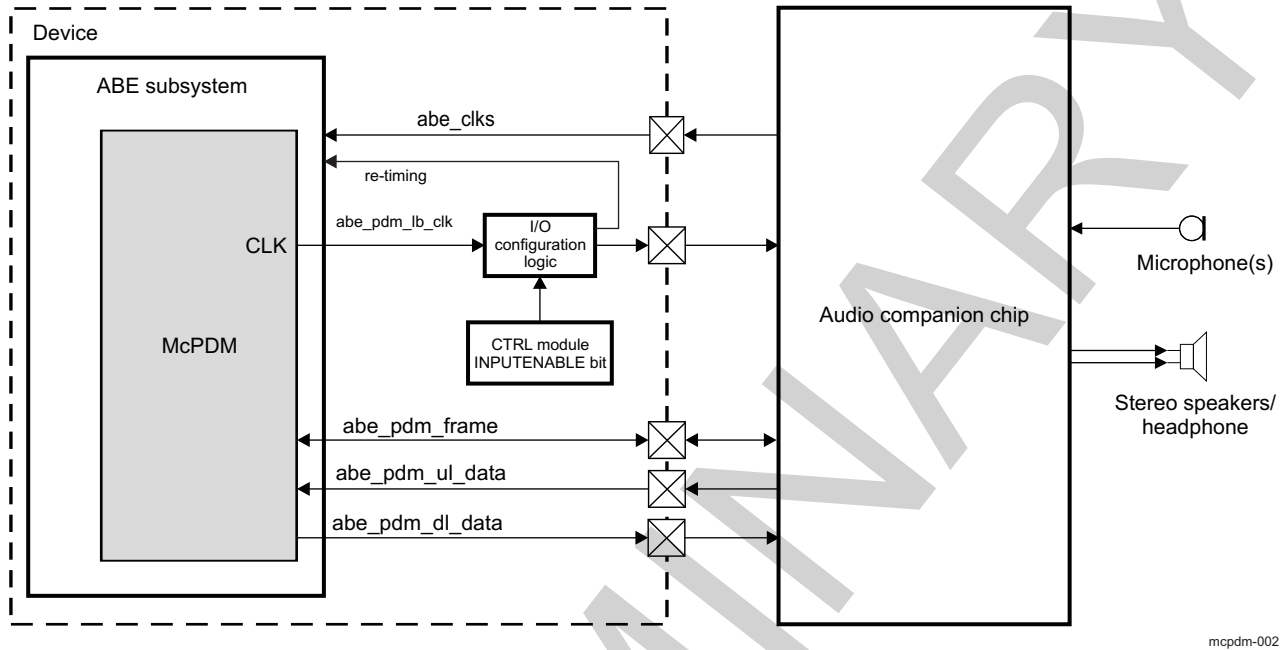 Device
ABE subsystem
abe_clks
re-timing
abe_pdm_lb_clk
CLK
I/O
configuration
logic
CTRL module
INPUTENABLE bit
McPDM
abe_pdm_frame
abe_pdm_ul_data
abe_pdm_dl_data
Audio companion chip
Microphone(s)
Stereo speakers/
headphone
MINARY
mcpdm-002